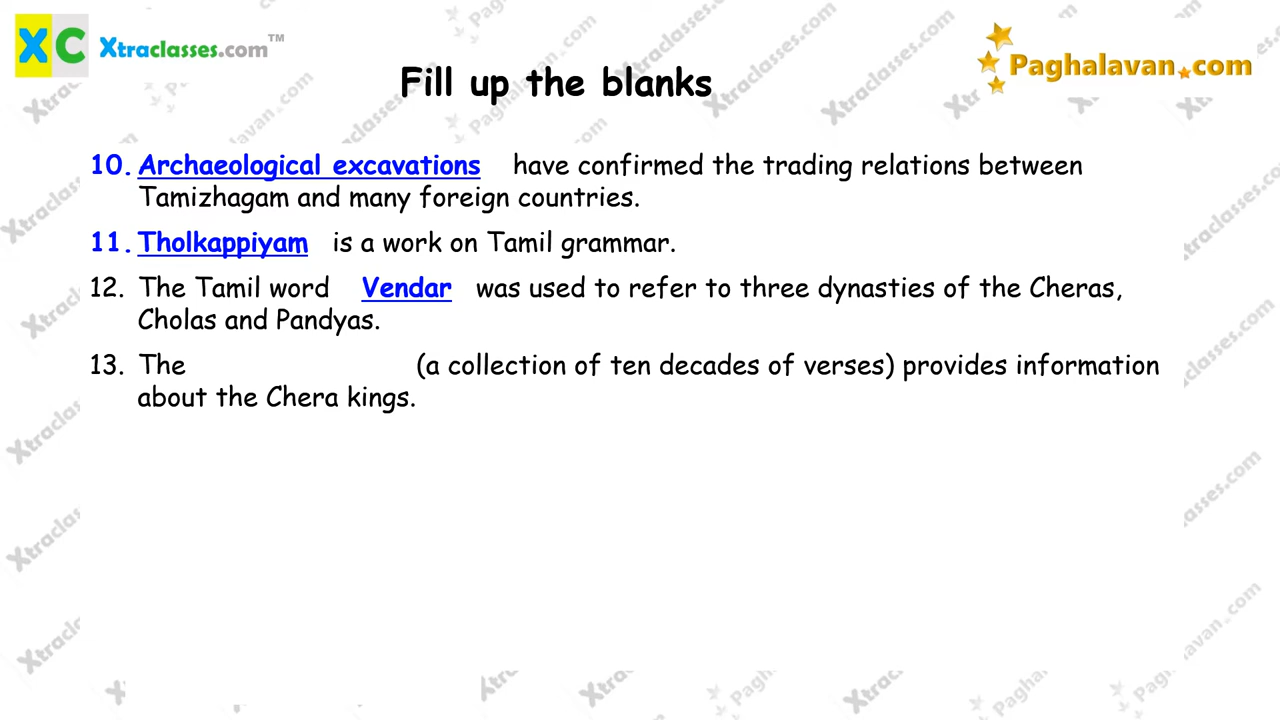 XC Xtraclasses.com™
Paghalavan.com
Fill up the blanks
10. Archaeological excavations have confirmed the trading relations between
Tamizhagam and many foreign countries.
11. Tholkappiyam is a work on Tamil grammar.
12. The Tamil word Vendar was used to refer to three dynasties of the Cheras,
Cholas and Pandyas.
13. The (a collection of ten decades of verses) provides information
about the Chera kings.